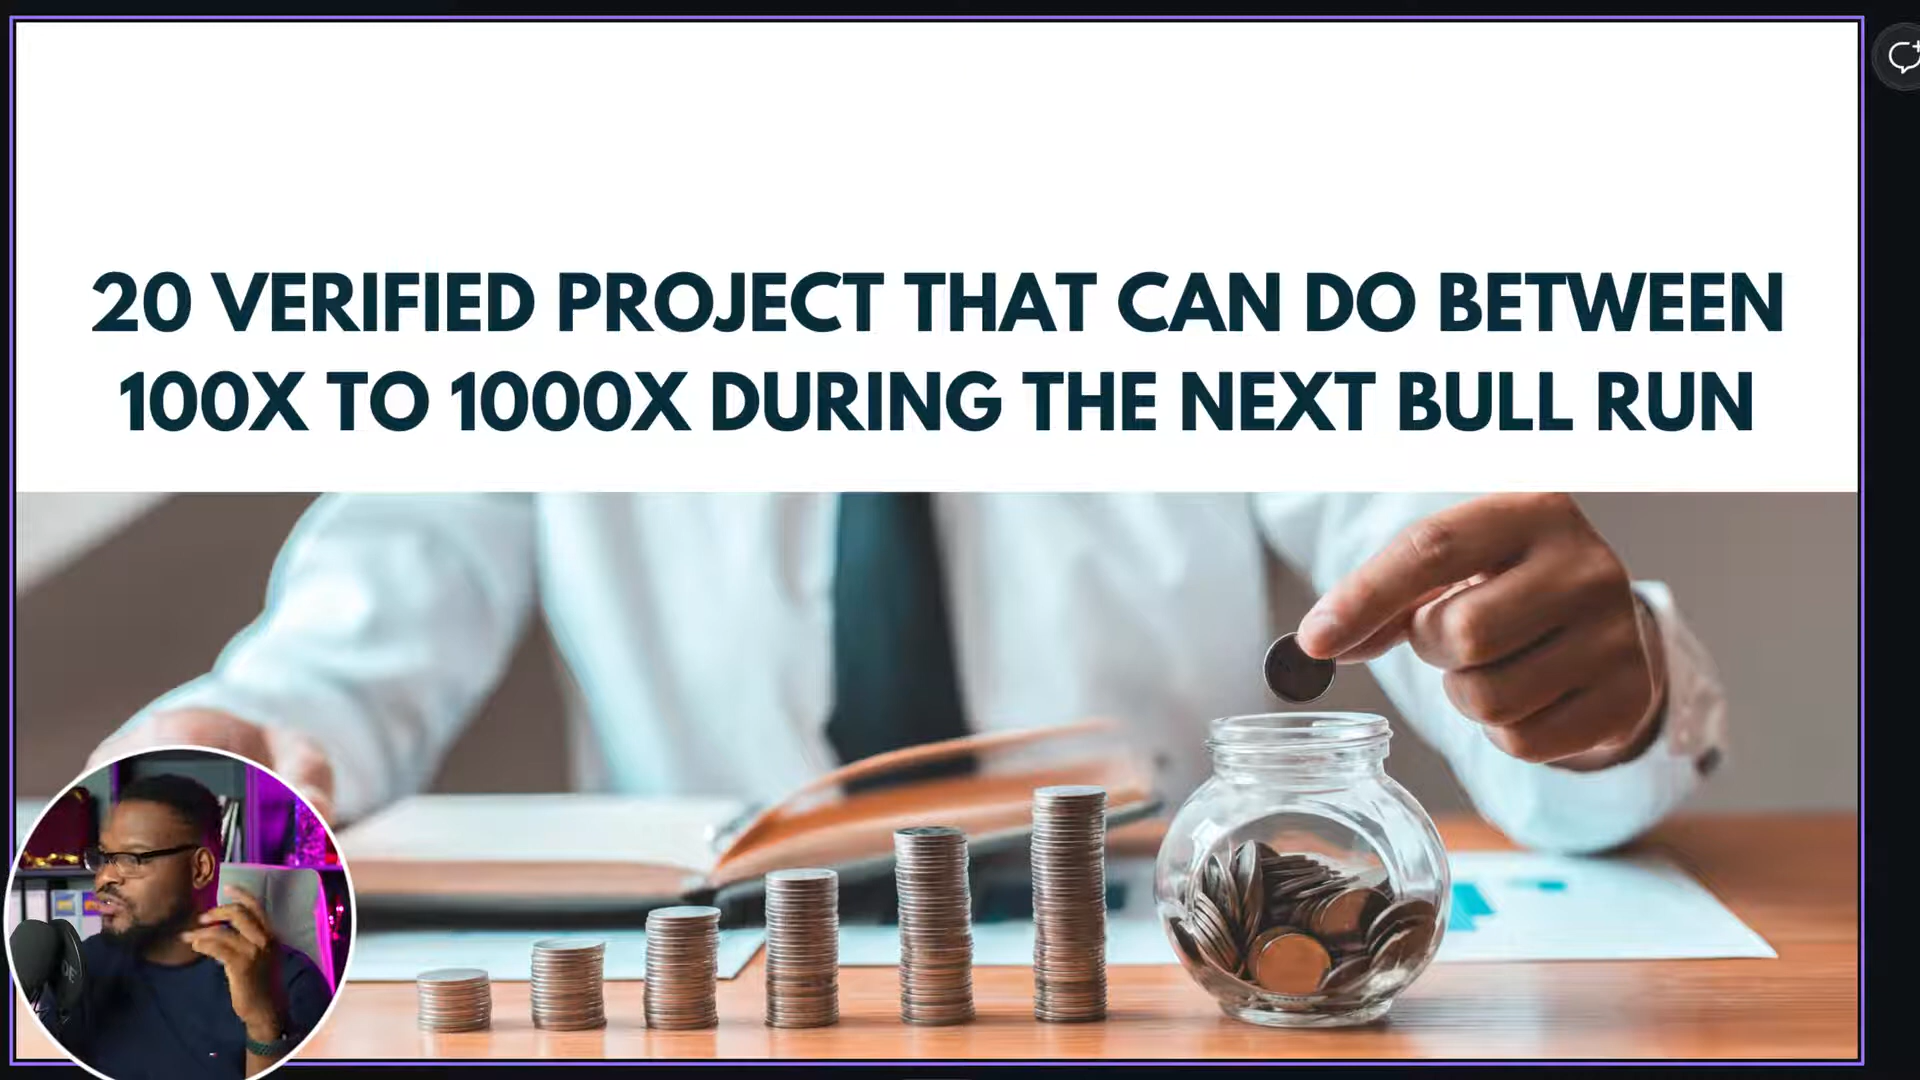 20 VERIFIED PROJECT THAT CAN DO BETWEEN
100X TO 1000X DURING THE NEXT BULL RUN